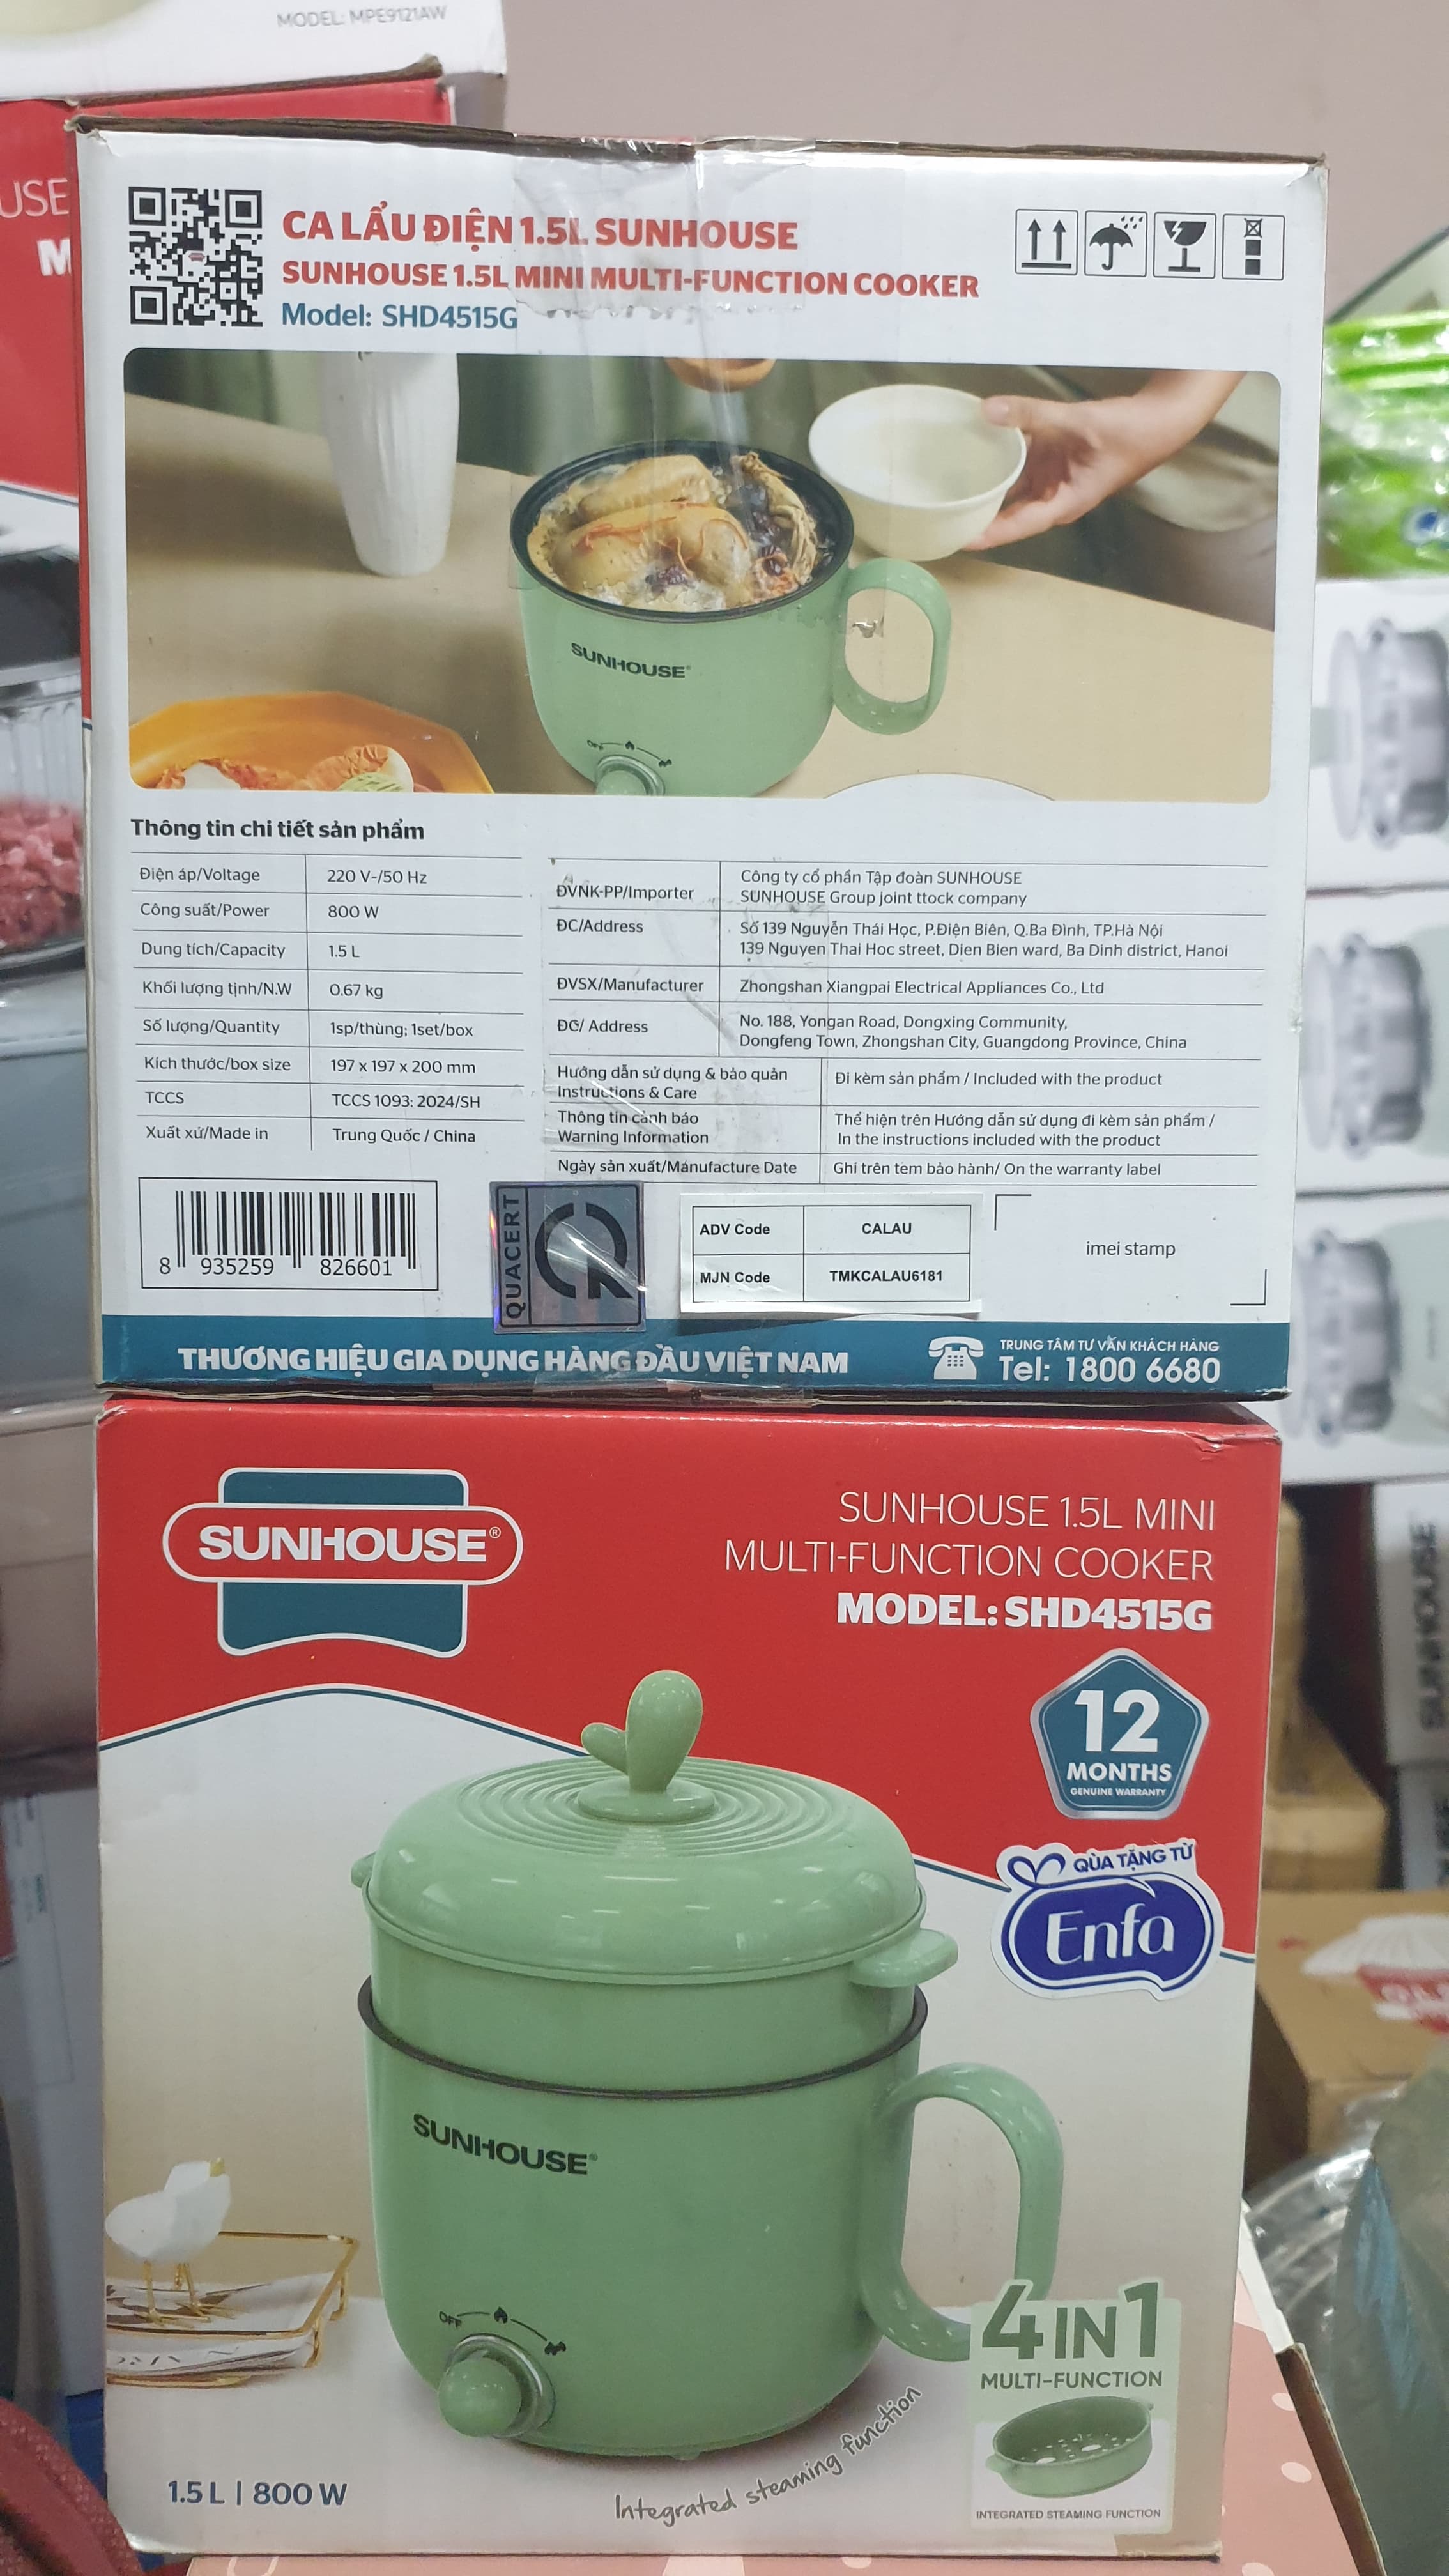 MODEL: MPE9121AW
USE
M
CA LẨU ĐIỆN 1.5L SUNHOUSE
SUNHOUSE 1.5L MINI MULTI-FUNCTION COOKER
Model: SHD4515G
SUNHOUSE®
OFF
Thông tin chi tiết sản phẩm
Điện áp/Voltage 220 V~/50 Hz
Công suất/Power 800 W
Dung tích/Capacity 1.5 L
Khối lượng tịnh/N.W 0.67 kg
Số lượng/Quantity 1sp/thùng; 1set/box
Kích thước/box size 197 x 197 x 200 mm
TCCS TCCS 1093: 2024/SH
Xuất xứ/Made in Trung Quốc / China
ĐVNK-PP/Importer Công ty cổ phần Tập đoàn SUNHOUSE
SUNHOUSE Group joint ttock company
ĐC/Address Số 139 Nguyễn Thái Học, P.Điện Biên, Q.Ba Đình, TP.Hà Nội
139 Nguyen Thai Hoc street, Dien Bien ward, Ba Dinh district, Hanoi
ĐVSX/Manufacturer Zhongshan Xiangpai Electrical Appliances Co., Ltd
ĐC/ Address No. 188, Yongan Road, Dongxing Community,
Dongfeng Town, Zhongshan City, Guangdong Province, China
Hướng dẫn sử dụng & bảo quản
Instructions & Care
Đi kèm sản phẩm / Included with the product
Thông tin cảnh báo
Warning Information
Thể hiện trên Hướng dẫn sử dụng đi kèm sản phẩm /
In the instructions included with the product
Ngày sản xuất/Manufacture Date Ghi trên tem bảo hành/ On the warranty label
8 935259 826601
QUACERT
ADV Code CALAU
MJN Code TMKCALAU6181
imei stamp
THƯƠNG HIỆU GIA DỤNG HÀNG ĐẦU VIỆT NAM
TRUNG TÂM TƯ VẤN KHÁCH HÀNG
Tel: 1800 6680
SUNHOUSE®
SUNHOUSE 1.5L MINI
MULTI-FUNCTION COOKER
MODEL: SHD4515G
12
MONTHS
GENUINE WARRANTY
QÙA TẶNG TỪ
Enfa
SUNHOUSE®
OFF
4IN1
MULTI-FUNCTION
INTEGRATED STEAMING FUNCTION
Integrated steaming function
1.5 L | 800 W
SUNHOUSE